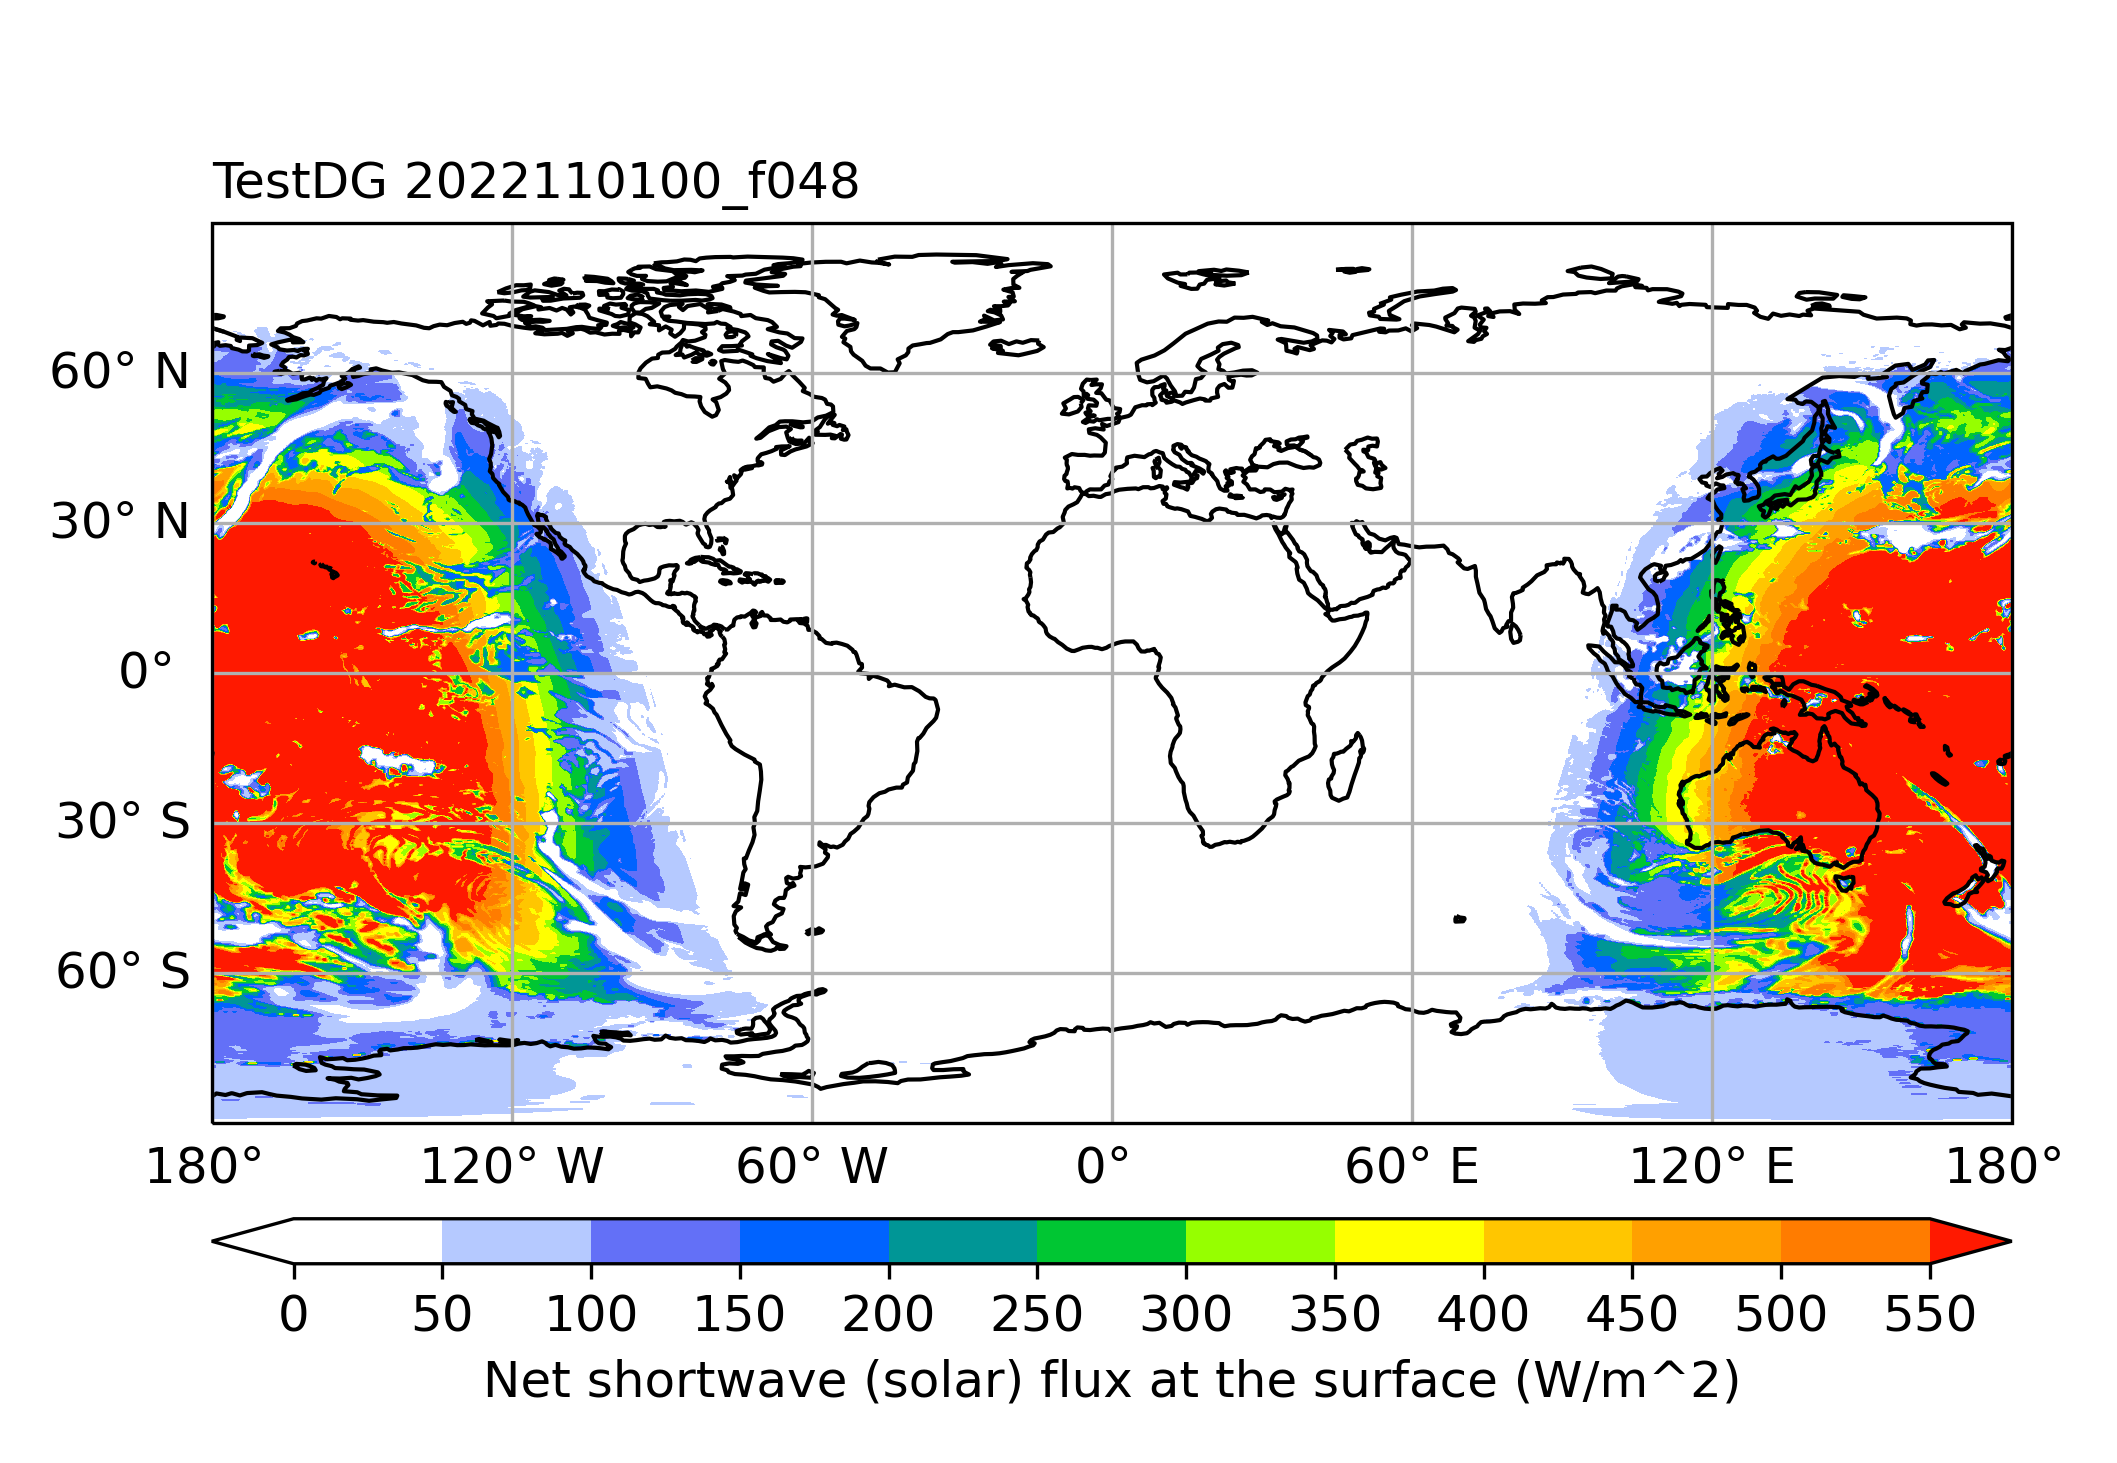 TestDG 2022110100_f048
60° N
30° N
0°
30° S
60° S
180° 120° W 60° W 0° 60° E 120° E 180°
0 50 100 150 200 250 300 350 400 450 500 550
Net shortwave (solar) flux at the surface (W/m^2)